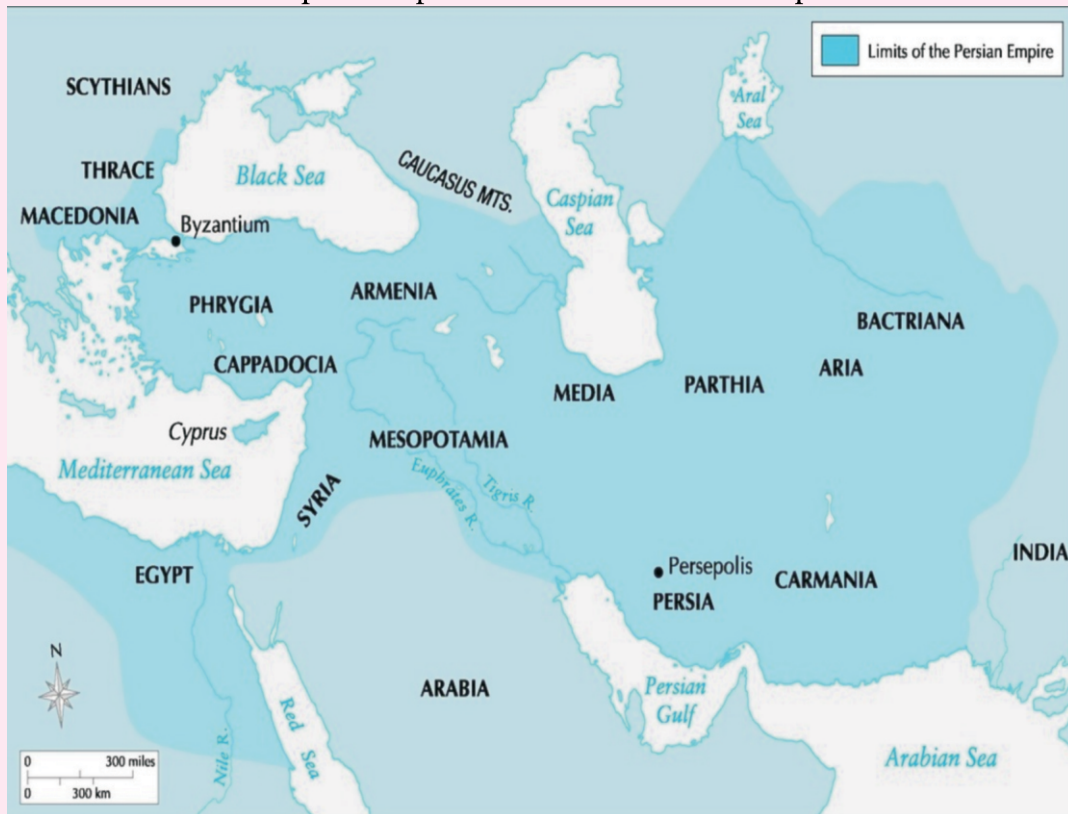 Limits of the Persian Empire
SCYTHIANS
Aral
Sea
THRACE
Black Sea
CAUCASUS MTS.
Caspian
Sea
MACEDONIA
Byzantium
PHRYGIA
ARMENIA
BACTRIANA
CAPPADOCIA
MEDIA
PARTHIA
ARIA
Cyprus
MESOPOTAMIA
Mediterranean Sea
Euphrates R.
Tigris R.
SYRIA
EGYPT
Persepolis
PERSIA
CARMANIA
INDIA
N
ARABIA
Persian
Gulf
Red Sea
Nile R.
Arabian Sea
0 300 miles
0 300 km